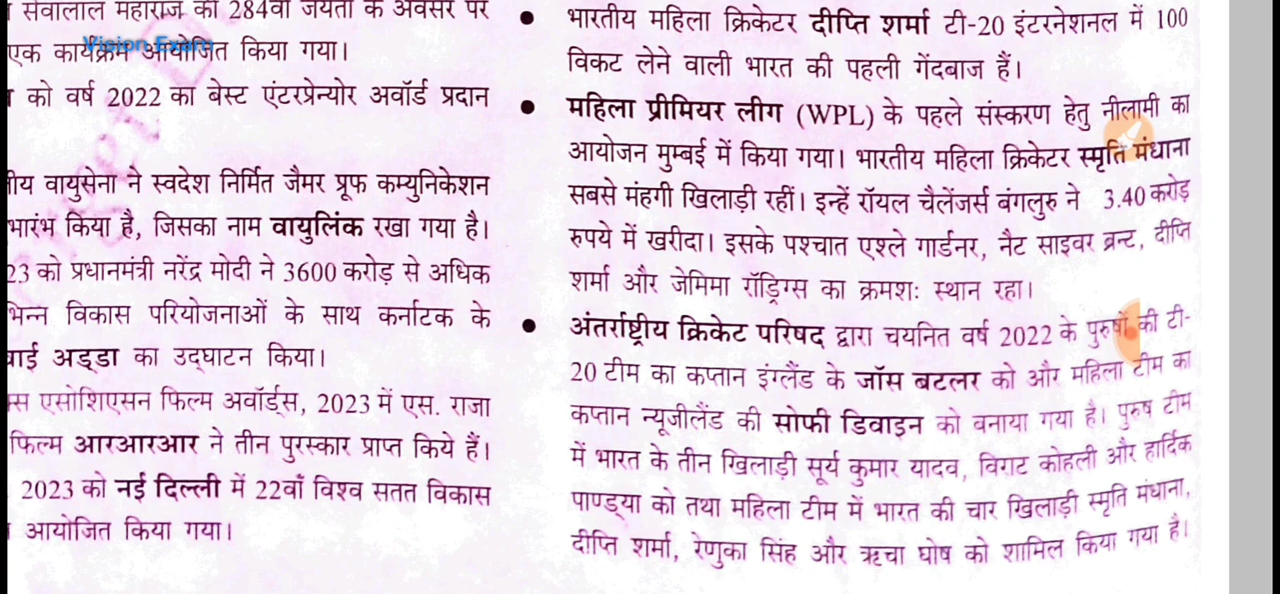 सेवालाल महाराज की 284वीं जयंती के अवसर पर
एक कार्यक्रम आयोजित किया गया।
को वर्ष 2022 का बेस्ट एंटरप्रेन्योर अवॉर्ड प्रदान
ीय वायुसेना ने स्वदेश निर्मित जैमर प्रूफ कम्युनिकेशन
भारंभ किया है, जिसका नाम वायुलिंक रखा गया है।
23 को प्रधानमंत्री नरेंद्र मोदी ने 3600 करोड़ से अधिक
भिन्न विकास परियोजनाओं के साथ कर्नाटक के
वाई अड्डा का उद्घाटन किया।
स एसोशिएसन फिल्म अवॉर्ड्स, 2023 में एस. राजा
फिल्म आरआरआर ने तीन पुरस्कार प्राप्त किये हैं।
2023 को नई दिल्ली में 22वाँ विश्व सतत विकास
आयोजित किया गया।
Vision Exam
● भारतीय महिला क्रिकेटर दीप्ति शर्मा टी-20 इंटरनेशनल में 100
विकट लेने वाली भारत की पहली गेंदबाज हैं।
● महिला प्रीमियर लीग (WPL) के पहले संस्करण हेतु नीलामी का
आयोजन मुम्बई में किया गया। भारतीय महिला क्रिकेटर स्मृति मंधाना
सबसे मंहगी खिलाड़ी रहीं। इन्हें रॉयल चैलेंजर्स बंगलुरु ने 3.40 करोड़
रुपये में खरीदा। इसके पश्चात एश्ले गार्डनर, नैट साइवर ब्रन्ट, दीप्ति
शर्मा और जेमिमा रॉड्रिग्स का क्रमशः स्थान रहा।
● अंतर्राष्ट्रीय क्रिकेट परिषद द्वारा चयनित वर्ष 2022 के पुरुषों की टी-
20 टीम का कप्तान इंग्लैंड के जॉस बटलर को और महिला टीम का
कप्तान न्यूजीलैंड की सोफी डिवाइन को बनाया गया है। पुरुष टीम
में भारत के तीन खिलाड़ी सूर्य कुमार यादव, विराट कोहली और हार्दिक
पाण्ड्या को तथा महिला टीम में भारत की चार खिलाड़ी स्मृति मंधाना,
दीप्ति शर्मा, रेणुका सिंह और ऋचा घोष को शामिल किया गया है।